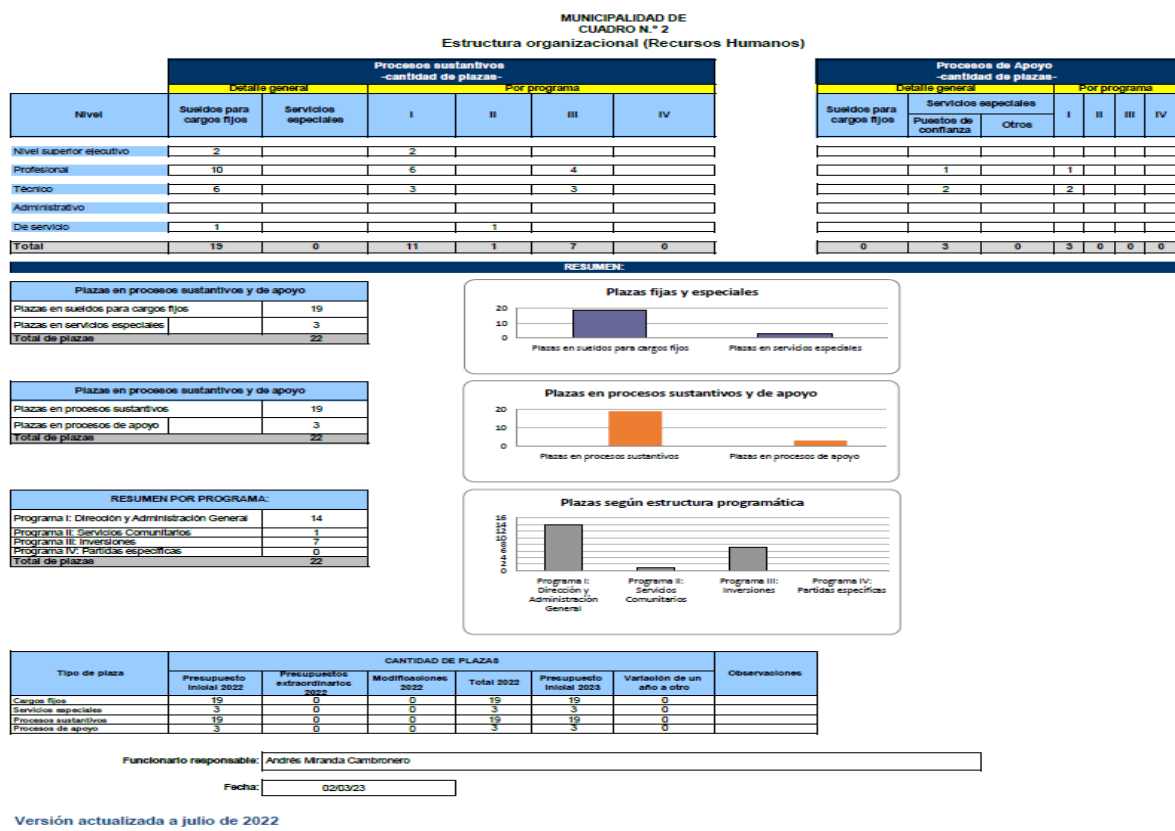 MUNICIPALIDAD DE
CUADRO N.° 2
Estructura organizacional (Recursos Humanos)
Procesos sustantivos
-cantidad de plazas-
Procesos de Apoyo
-cantidad de plazas-
Detalle general Por programa
Detalle general Por programa
Nivel Sueldos para cargos fijos Servicios especiales I II III IV
Sueldos para cargos fijos Servicios especiales Puestos de confianza Otros I II III IV
Nivel superior ejecutivo 2 2
Profesional 10 6 4 1 1
Técnico 6 3 3 2 2
Administrativo
De servicio 1 1
Total 19 0 11 1 7 0 0 3 0 3 0 0 0
RESUMEN:
Plazas en procesos sustantivos y de apoyo
Plazas en sueldos para cargos fijos 19
Plazas en servicios especiales 3
Total de plazas 22
Plazas fijas y especiales
20
10
0
Plazas en sueldos para cargos fijos Plazas en servicios especiales
Plazas en procesos sustantivos y de apoyo
Plazas en procesos sustantivos 19
Plazas en procesos de apoyo 3
Total de plazas 22
Plazas en procesos sustantivos y de apoyo
20
10
0
Plazas en procesos sustantivos Plazas en procesos de apoyo
RESUMEN POR PROGRAMA:
Programa I: Dirección y Administración General 14
Programa II: Servicios Comunitarios 1
Programa III: Inversiones 7
Programa IV: Partidas específicas 0
Total de plazas 22
Plazas según estructura programática
16
14
12
10
8
6
4
2
0
Programa I: Dirección y Administración General Programa II: Servicios Comunitarios Programa III: Inversiones Programa IV: Partidas específicas
Tipo de plaza CANTIDAD DE PLAZAS Observaciones
Presupuesto Inicial 2022 Presupuestos extraordinarios 2022 Modificaciones 2022 Total 2022 Presupuesto Inicial 2023 Variación de un año a otro
Cargos fijos 19 0 0 19 19 0
Servicios especiales 3 0 0 3 3 0
Procesos sustantivos 19 0 0 19 19 0
Procesos de apoyo 3 0 0 3 3 0
Funcionario responsable: Andrés Miranda Cambronero
Fecha: 02/03/23
Versión actualizada a julio de 2022